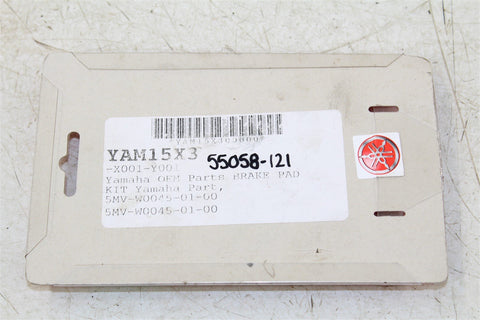 YAM15X3 55058-121
-X001-Y001
Yamaha OEM Parts BRAKE PAD
KIT Yamaha Part,
5MV-W0045-01-00
5MV-W0045-01-00